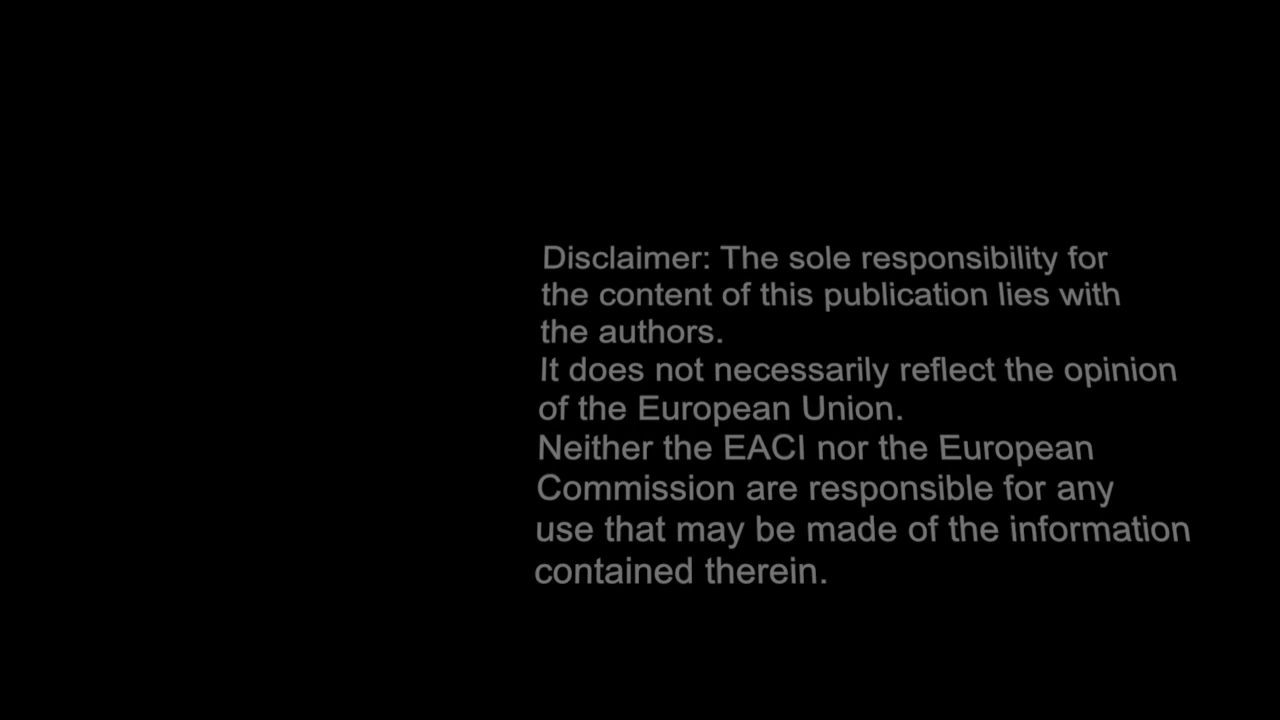 Disclaimer: The sole responsibility for
the content of this publication lies with
the authors.
It does not necessarily reflect the opinion
of the European Union.
Neither the EACI nor the European
Commission are responsible for any
use that may be made of the information
contained therein.